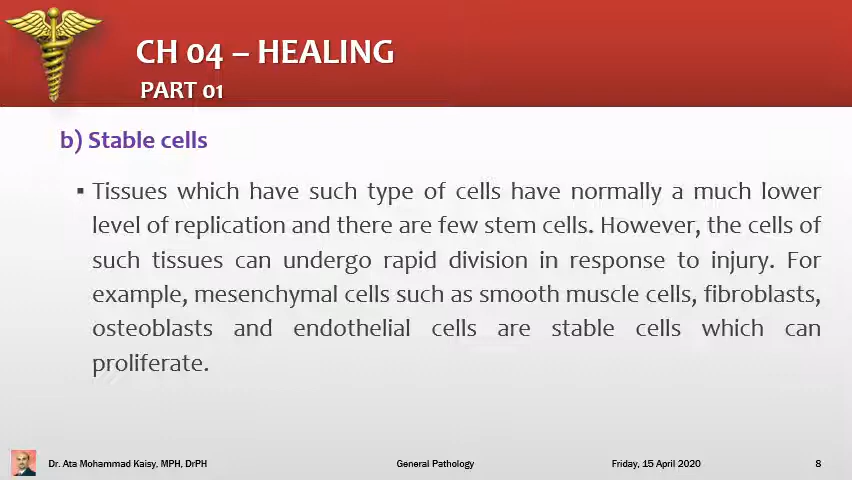 CH 04 – HEALING
PART 01
b) Stable cells
▪ Tissues which have such type of cells have normally a much lower
level of replication and there are few stem cells. However, the cells of
such tissues can undergo rapid division in response to injury. For
example, mesenchymal cells such as smooth muscle cells, fibroblasts,
osteoblasts and endothelial cells are stable cells which can
proliferate.
Dr. Ata Mohammad Kaisy, MPH, DrPH General Pathology Friday, 15 April 2020 8